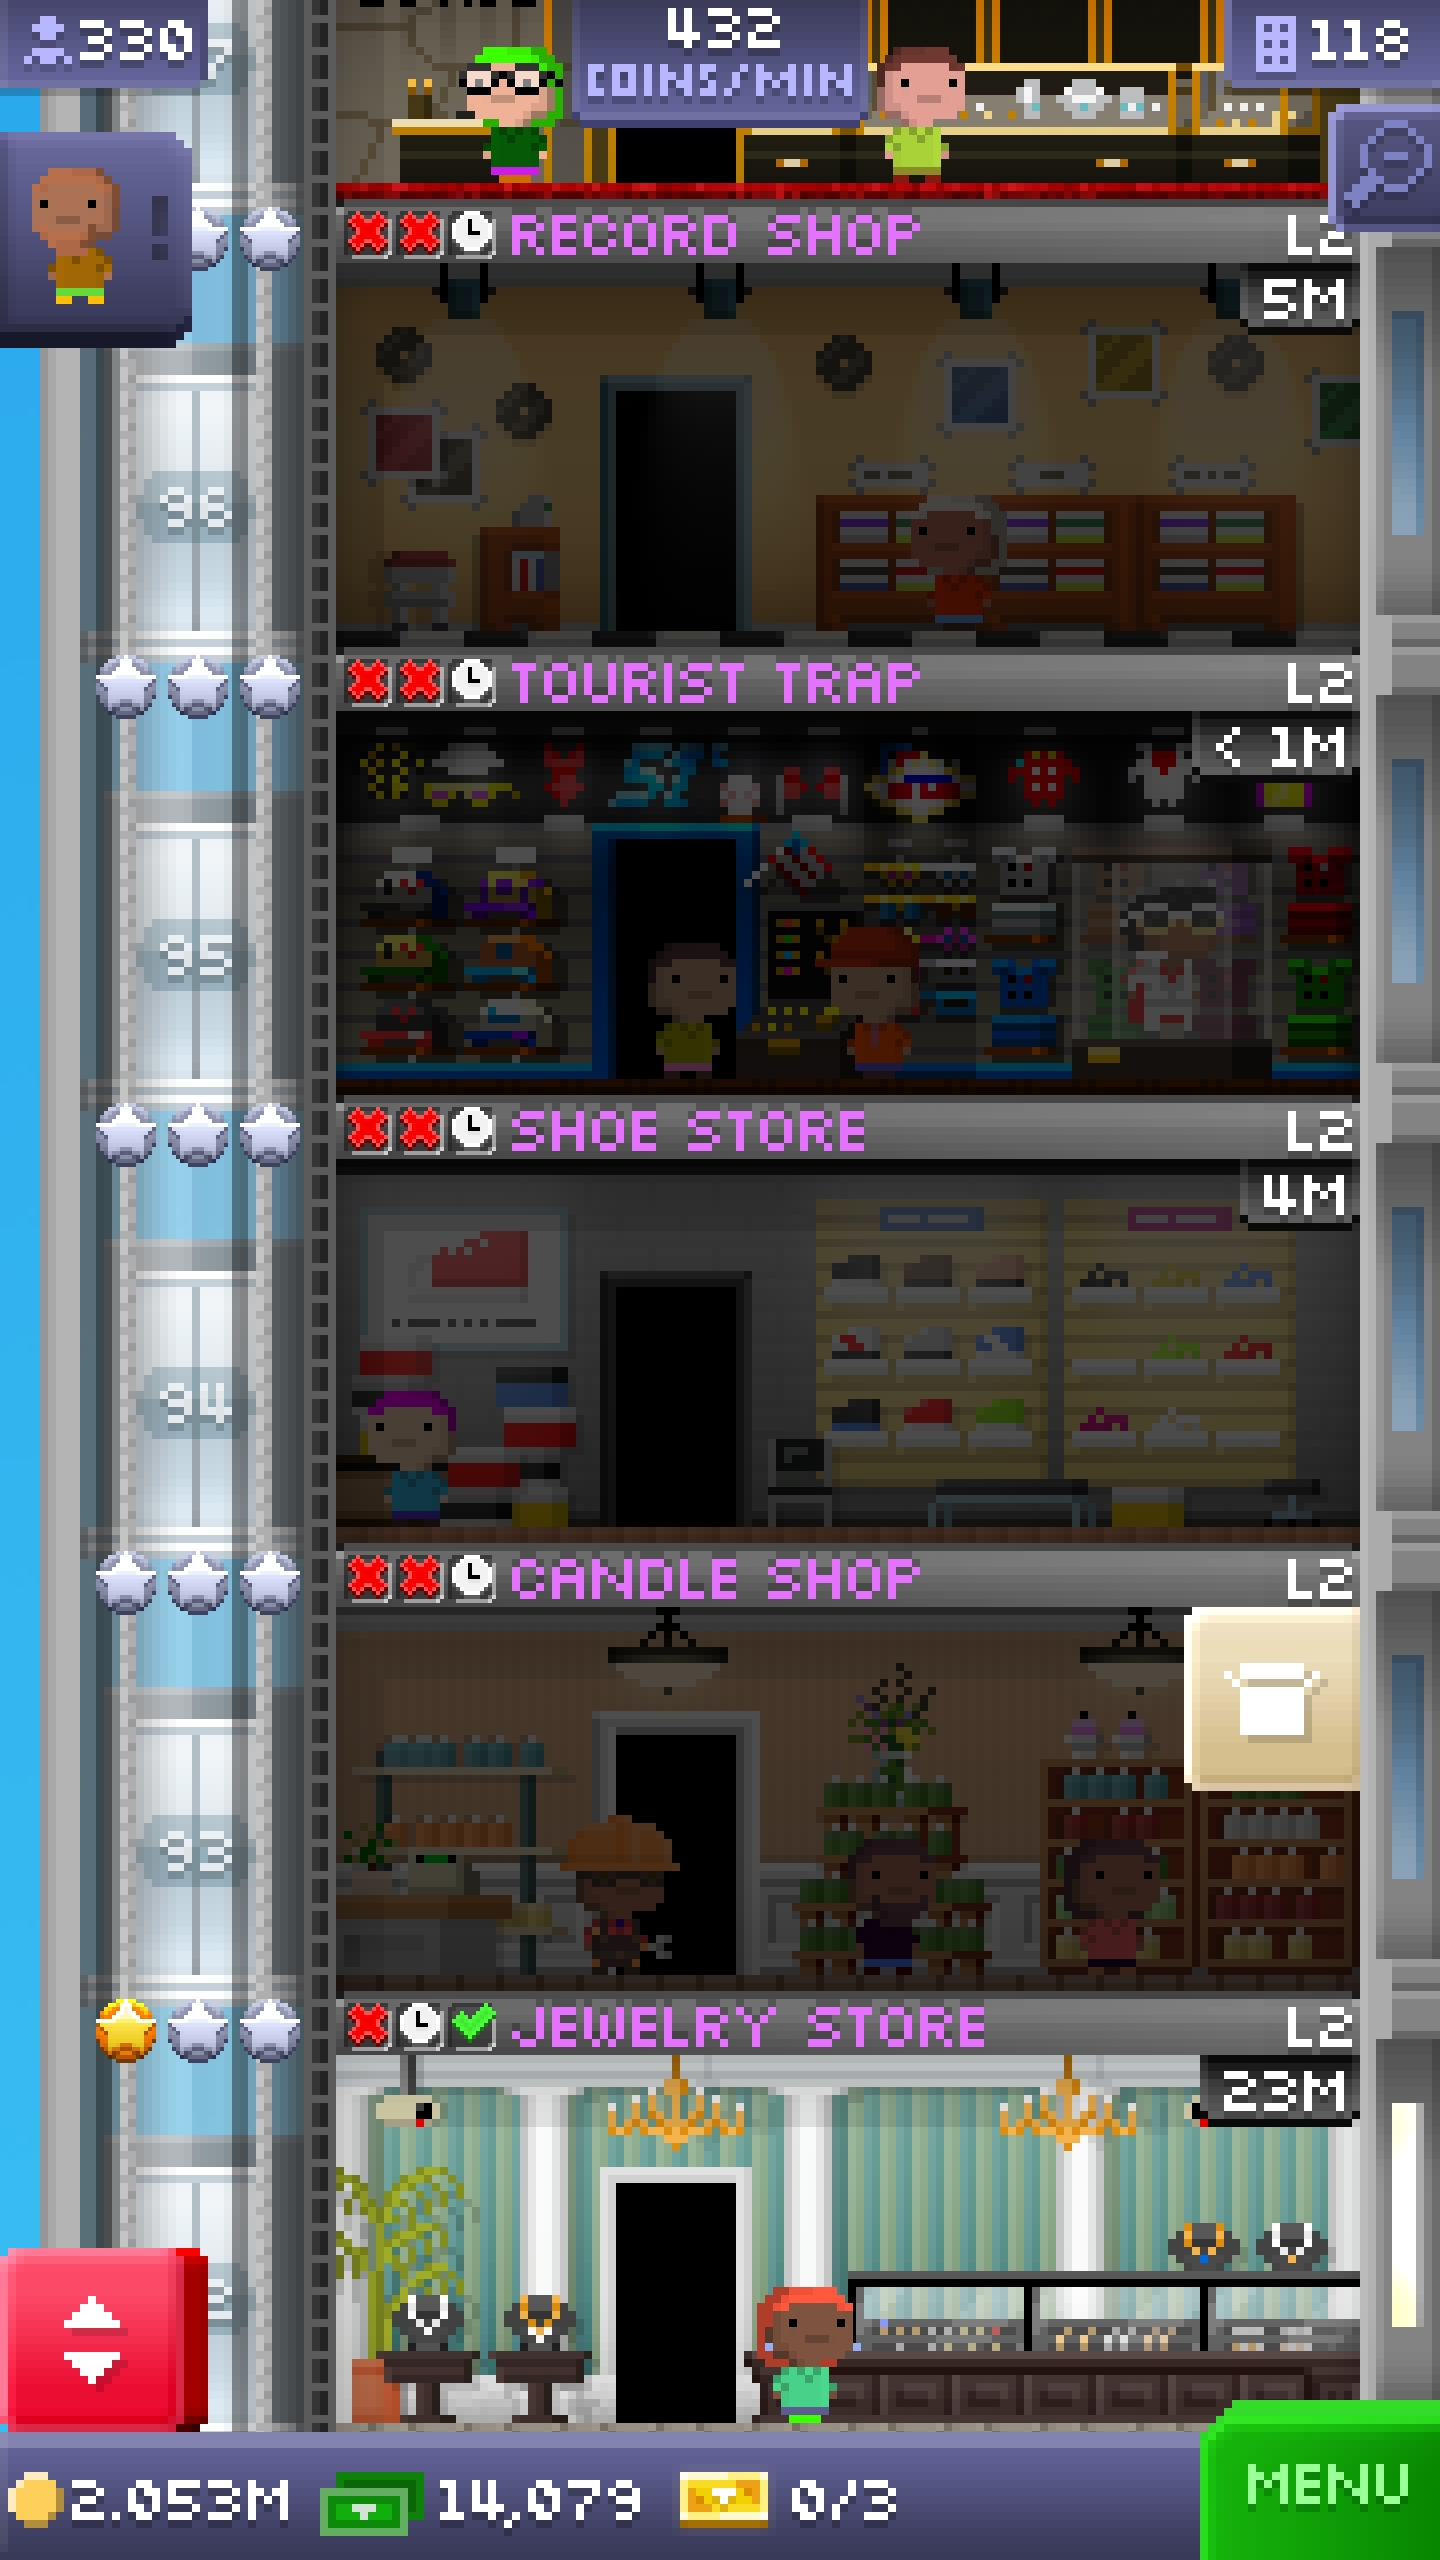 330
432
COINS/MIN
118
RECORD SHOP L2
5M
96
TOURIST TRAP L2
< 1M
95
SHOE STORE L2
4M
94
CANDLE SHOP L2
93
JEWELRY STORE L2
23M
2.053M 14,079 0/3
MENU